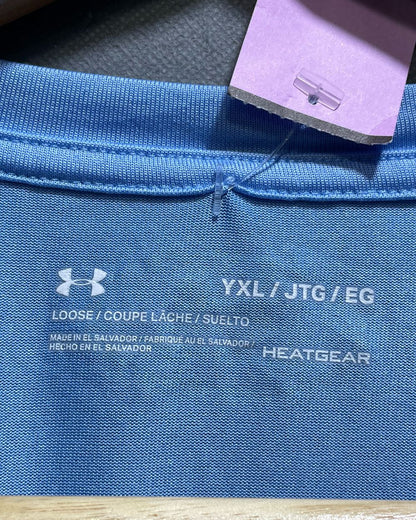 YXL / JTG / EG
LOOSE / COUPE LÂCHE / SUELTO
MADE IN EL SALVADOR / FABRIQUÉ AU EL SALVADOR /
HECHO EN EL SALVADOR
HEATGEAR